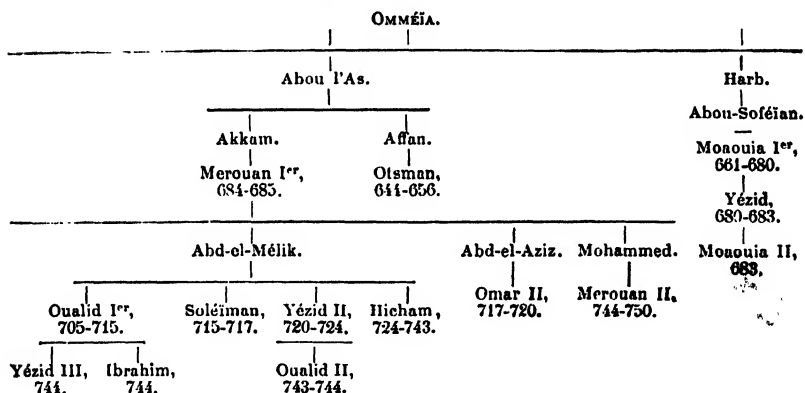 OMMÉÏA.
Abou l'As.
Harb.
Abou-Soféïan.
Akkam.
Affan.
Moaouia Ier,
661-680.
Merouan Ier,
684-685.
Otsman,
644-656.
Yézid,
680-683.
Abd-el-Mélik.
Abd-el-Aziz.
Mohammed.
Moaouia II,
683.
Oualid Ier,
705-715.
Soléïman,
715-717.
Yézid II,
720-724.
Hicham,
724-743.
Omar II,
717-720.
Merouan II,
744-750.
Yézid III,
744.
Ibrahim,
744.
Oualid II,
743-744.